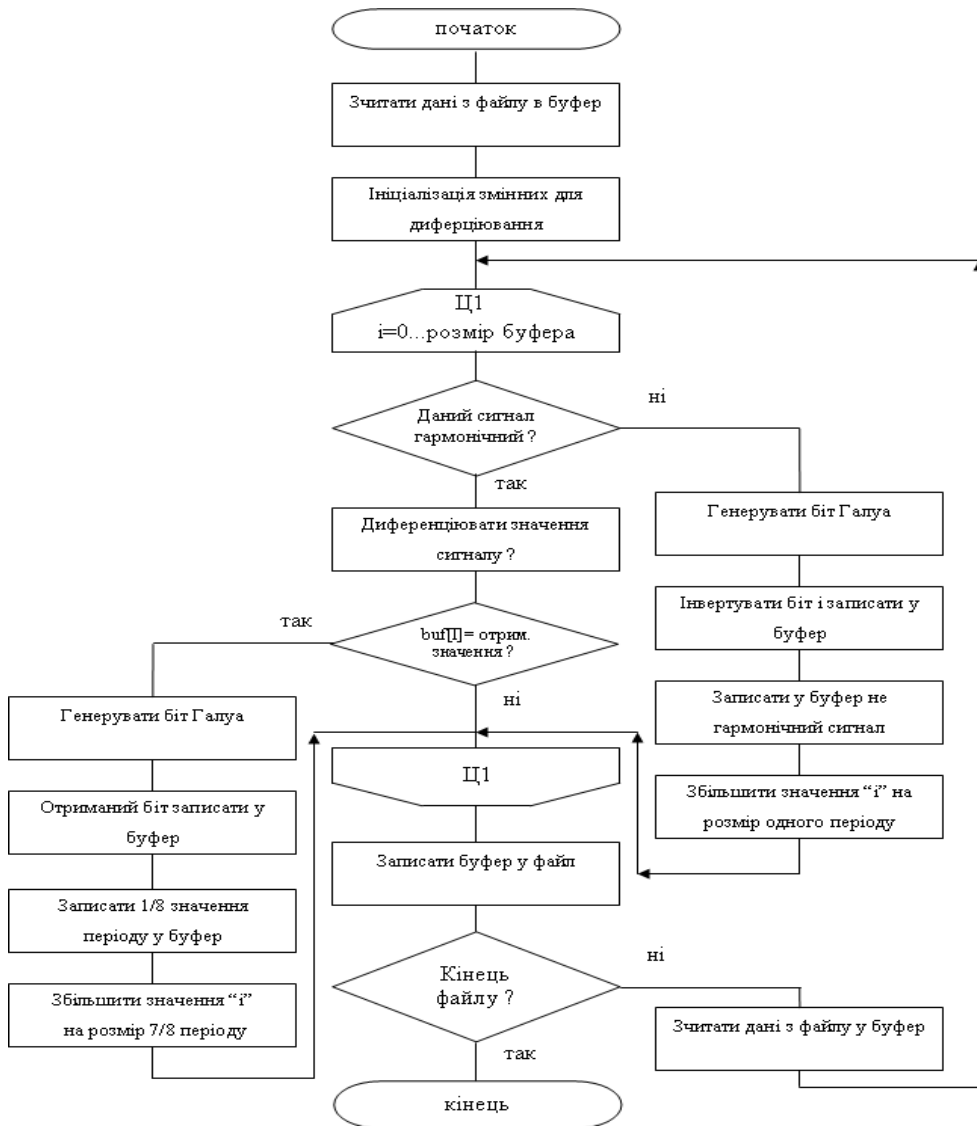 початок
Зчитати дані з файлу в буфер
Ініціалізація змінних для
диферціювання
Ц1
i=0...розмір буфера
ні
Даний сигнал
гармонічний ?
так
Генерувати біт Галуа
Диференціювати значення
сигналу ?
Інвертувати біт і записати у
буфер
так
buf[I]= отрим.
значення ?
ні
Записати у буфер не
гармонічний сигнал
Генерувати біт Галуа
Ц1
Збільшити значення “і” на
розмір одного періоду
Отриманий біт записати у
буфер
Записати буфер у файл
Записати 1/8 значення
періоду у буфер
ні
Кінець
файлу ?
Збільшити значення “і”
на розмір 7/8 періоду
Зчитати дані з файлу у буфер
так
кінець